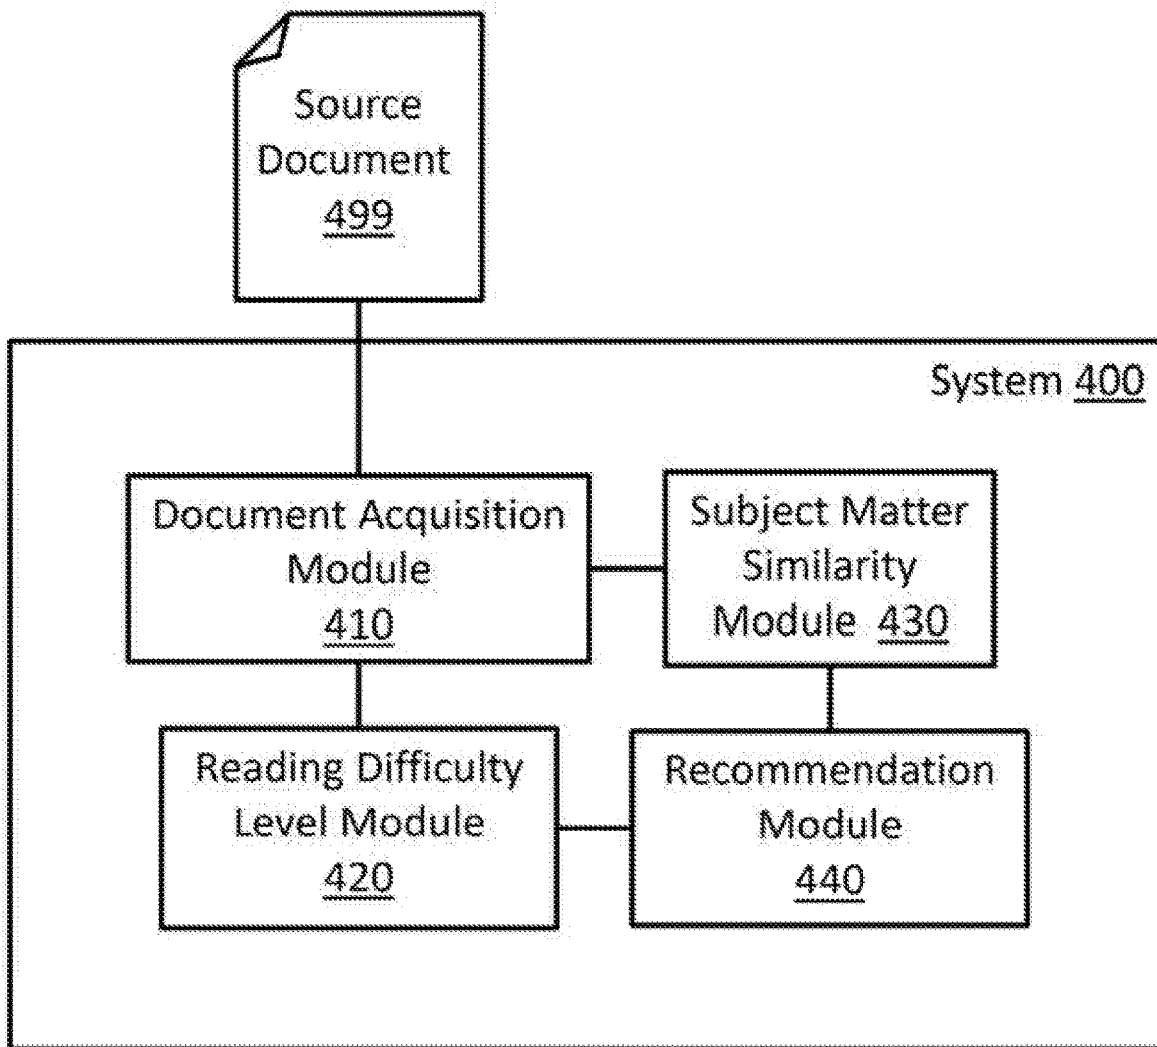 Source
Document
499
System 400
Document Acquisition
Module
410
Subject Matter
Similarity
Module 430
Reading Difficulty
Level Module
420
Recommendation
Module
440